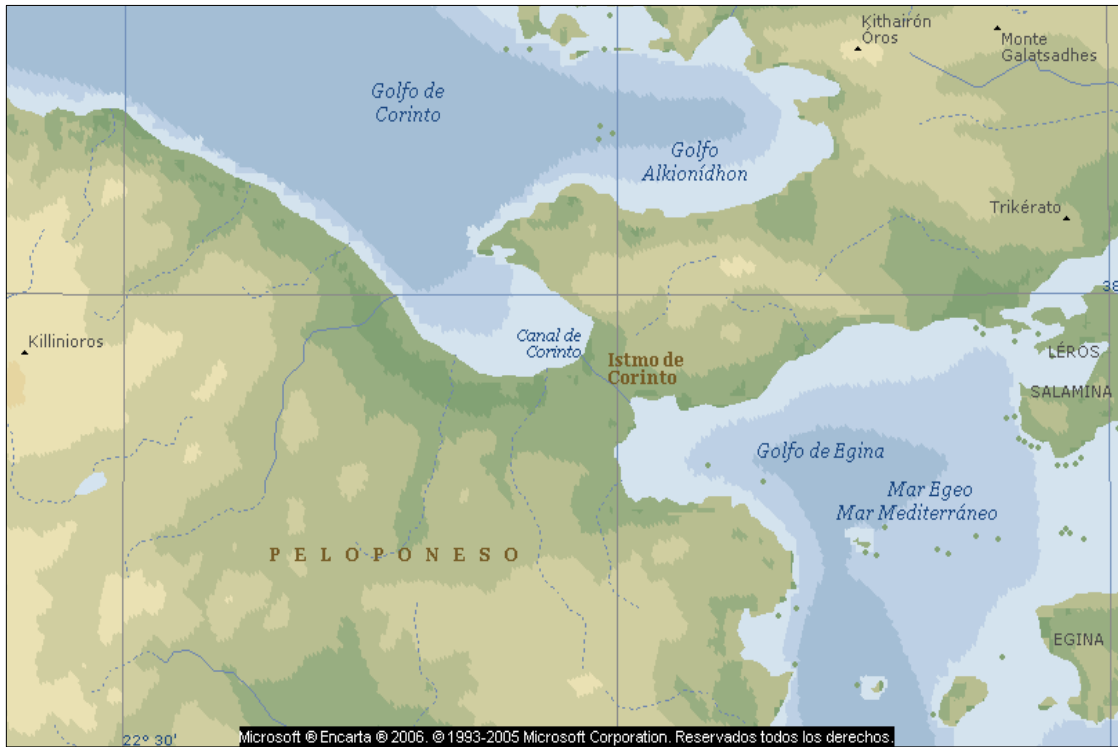 Kithairón
Óros
Monte
Galatsadhes
Golfo de
Corinto
Golfo
Alkionídhon
Trikérato
38
Killinioros
Canal de
Corinto
Istmo de
Corinto
LÉRÓS
SALAMINA
Golfo de Egina
Mar Egeo
Mar Mediterráneo
PELOPONESO
EGINA
22° 30'
Microsoft ® Encarta ® 2006. © 1993-2005 Microsoft Corporation. Reservados todos los derechos.